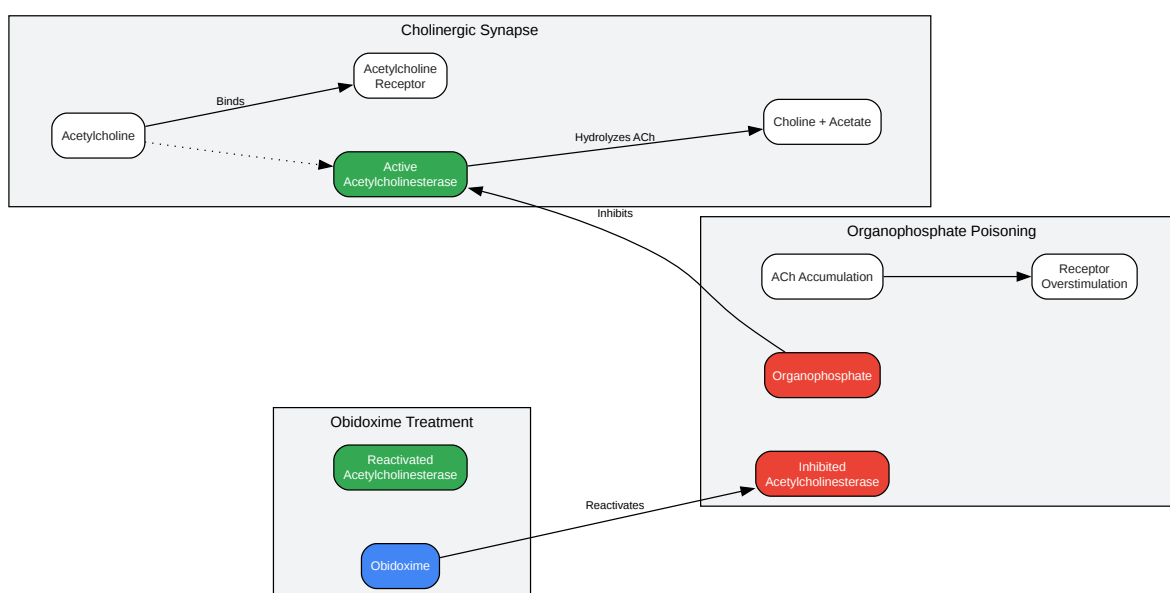 Cholinergic Synapse
Acetylcholine
Receptor
Binds
Acetylcholine
Choline + Acetate
Hydrolyzes ACh
Active
Acetylcholinesterase
Inhibits
Organophosphate Poisoning
ACh Accumulation
Receptor
Overstimulation
Organophosphate
Inhibited
Acetylcholinesterase
Obidoxime Treatment
Reactivated
Acetylcholinesterase
Reactivates
Obidoxime